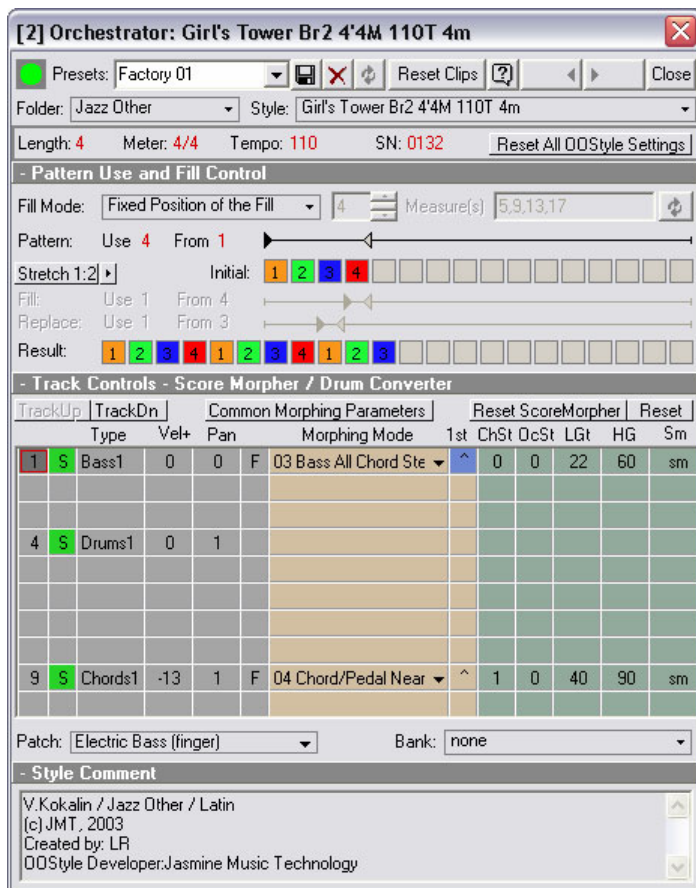 [2] Orchestrator: Girl's Tower Br2 4'4M 110T 4m
Presets: Factory 01 Reset Clips Close
Folder: Jazz Other Style: Girl's Tower Br2 4'4M 110T 4m
Length: 4 Meter: 4/4 Tempo: 110 SN: 0132 Reset All OOStyle Settings
- Pattern Use and Fill Control
Fill Mode: Fixed Position of the Fill 4 Measure(s) 5,9,13,17
Pattern: Use 4 From 1
Stretch 1:2 Initial: 1 2 3 4
Fill: Use 1 From 4
Replace: Use 1 From 3
Result: 1 2 3 4 1 2 3 4 1 2 3
- Track Controls - Score Morpher / Drum Converter
TrackUp TrackDn Common Morphing Parameters Reset ScoreMorpher Reset
Type Vel+ Pan Morphing Mode 1st ChSt OcSt LGt HG Sm
1 S Bass1 0 0 F 03 Bass All Chord Ste ^ 0 0 22 60 sm
4 S Drums1 0 1
9 S Chords1 -13 1 F 04 Chord/Pedal Near ^ 1 0 40 90 sm
Patch: Electric Bass (finger) Bank: none
- Style Comment
V.Kokalin / Jazz Other / Latin
(c) JMT, 2003
Created by: LR
OOStyle Developer:Jasmine Music Technology